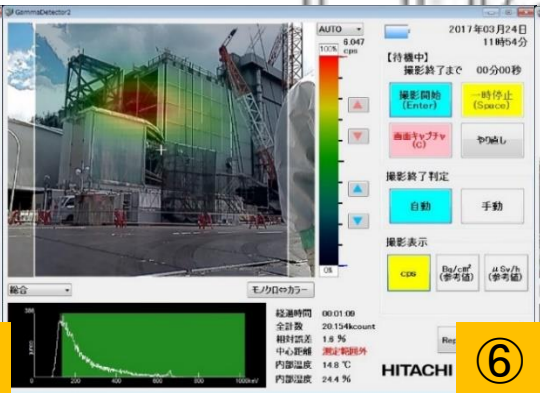 GammaDetector2
AUTO
100%
6.047
cps
0%
2017年03月24日
11時54分
【待機中】
撮影終了まで 00分00秒
撮影開始
(Enter)
一時停止
(Space)
画面キャプチャ
(C)
やり直し
撮影終了判定
自動
手動
撮影表示
cps
Bq/cm²
(参考値)
μSv/h
(参考値)
総合
モノクロ⇔カラー
経過時間 00:01:09
全計数 20.154kcount
相対誤差 1.6 %
中心距離 測定範囲外
内部温度 14.8 ℃
内部湿度 24.4 %
0 200 400 600 800 1000keV
HITACHI
⑥